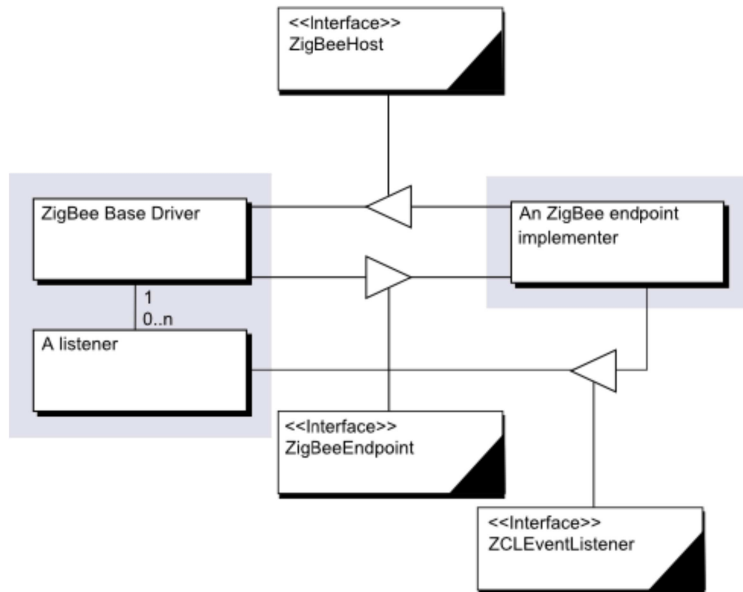 <<Interface>>
ZigBeeHost
ZigBee Base Driver
An ZigBee endpoint
implementer
1
0..n
A listener
<<Interface>>
ZigBeeEndpoint
<<Interface>>
ZCLEventListener